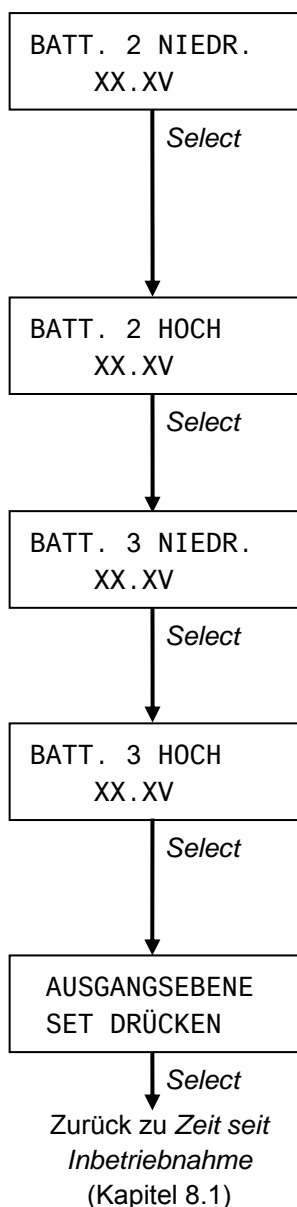 BATT. 2 NIEDR.
XX.XV
Select
BATT. 2 HOCH
XX.XV
Select
BATT. 3 NIEDR.
XX.XV
Select
BATT. 3 HOCH
XX.XV
Select
AUSGANGSEBENE
SET DRÜCKEN
Select
Zurück zu Zeit seit
Inbetriebnahme
(Kapitel 8.1)